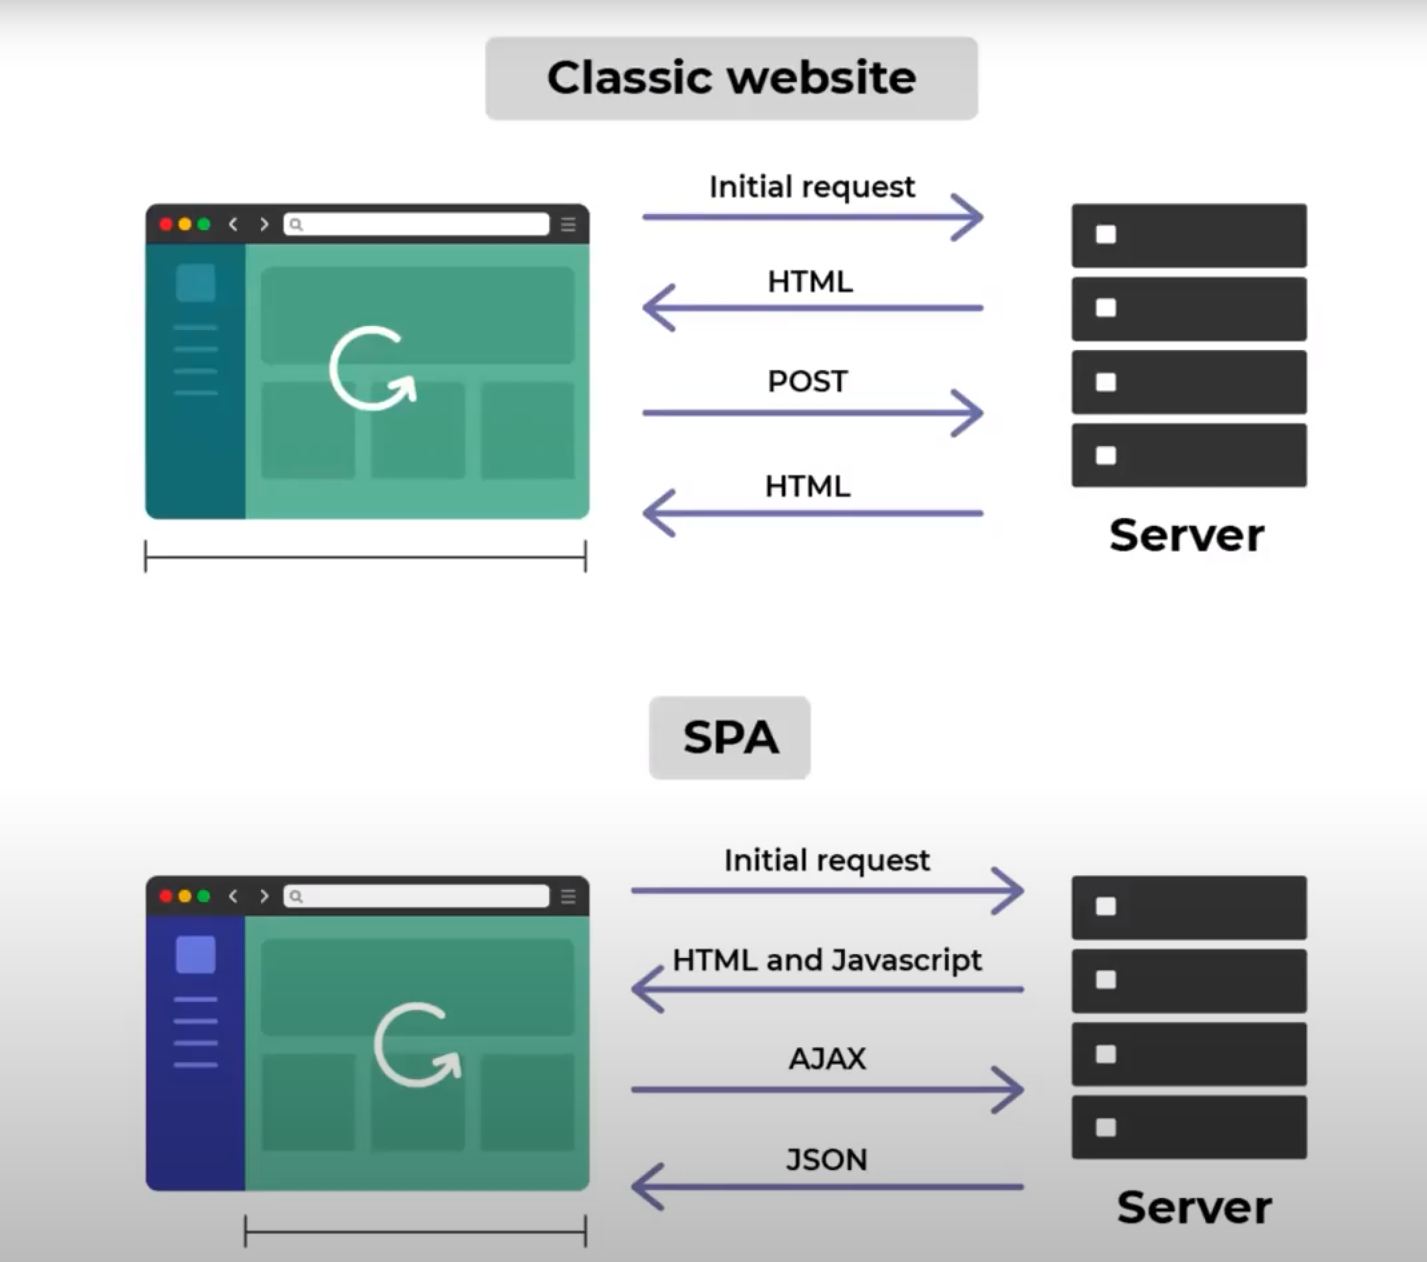 Classic website
Initial request
HTML
POST
HTML
Server
SPA
Initial request
HTML and Javascript
AJAX
JSON
Server